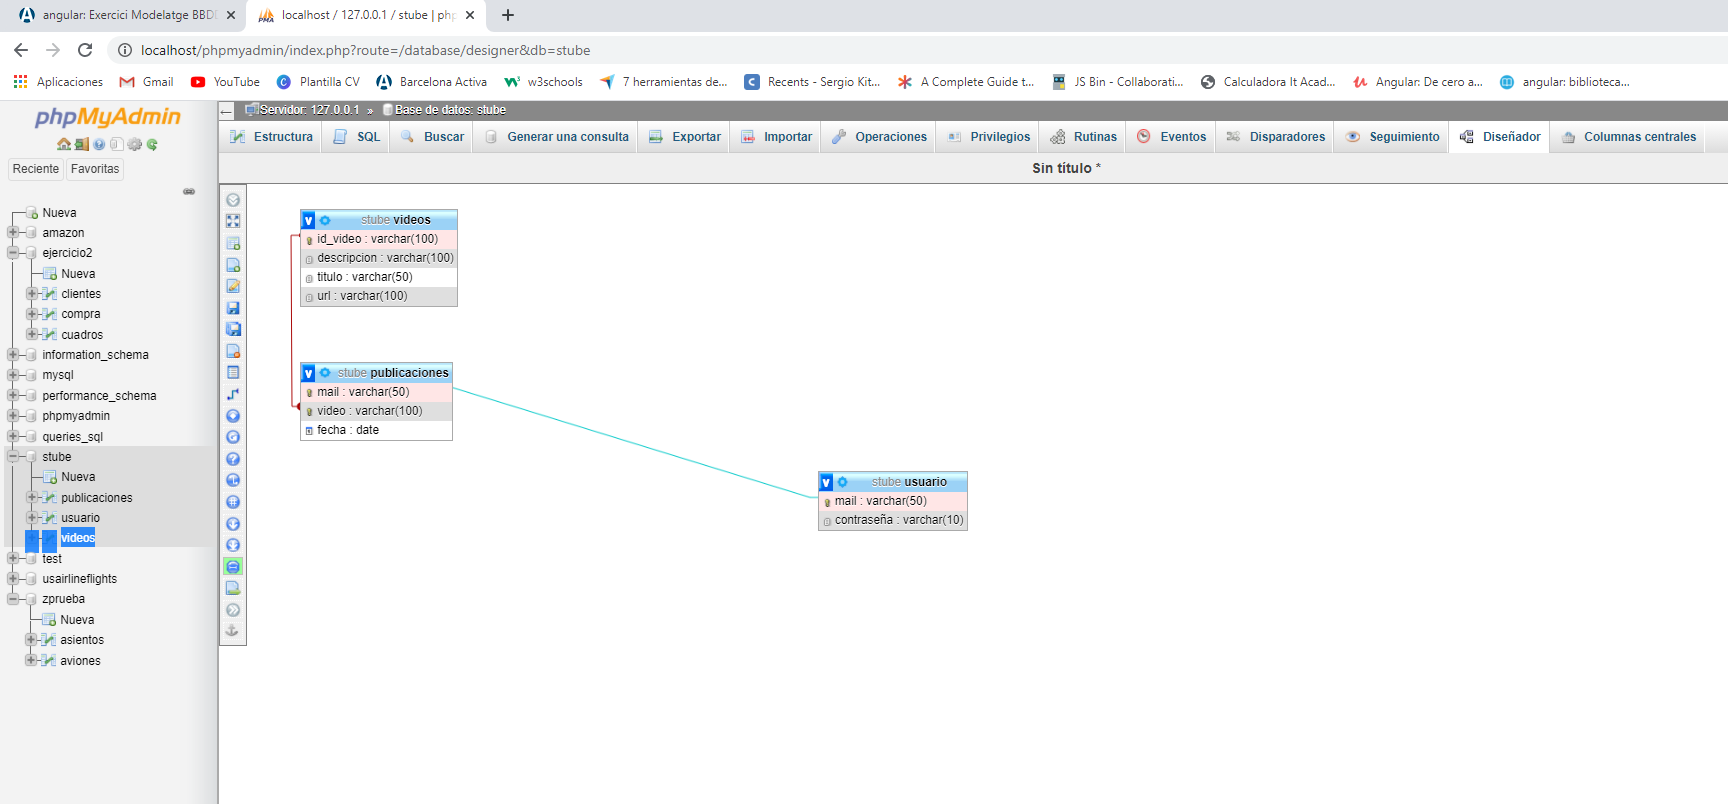 angular: Exercici Modelatge BBD
localhost / 127.0.0.1 / stube | ph
localhost/phpmyadmin/index.php?route=/database/designer&db=stube
Aplicaciones
Gmail
YouTube
Plantilla CV
Barcelona Activa
w3schools
7 herramientas de...
Recents - Sergio Kit...
A Complete Guide t...
JS Bin - Collaborati...
Calculadora It Acad...
Angular: De cero a...
angular: biblioteca...
phpMyAdmin
Reciente
Favoritas
Nueva
amazon
ejercicio2
Nueva
clientes
compra
cuadros
information_schema
mysql
performance_schema
phpmyadmin
queries_sql
stube
Nueva
publicaciones
usuario
videos
test
usairlineflights
zprueba
Nueva
asientos
aviones
Servidor: 127.0.0.1 » Base de datos: stube
Estructura
SQL
Buscar
Generar una consulta
Exportar
Importar
Operaciones
Privilegios
Rutinas
Eventos
Disparadores
Seguimiento
Diseñador
Columnas centrales
Sin título *
v stube videos
id_video : varchar(100)
descripcion : varchar(100)
titulo : varchar(50)
url : varchar(100)
v stube publicaciones
mail : varchar(50)
video : varchar(100)
fecha : date
v stube usuario
mail : varchar(50)
contraseña : varchar(10)